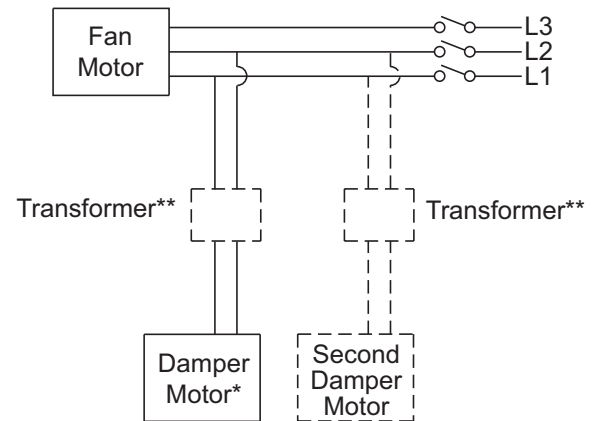 Fan
Motor
L3
L2
L1
Transformer**
Transformer**
Damper
Motor*
Second
Damper
Motor